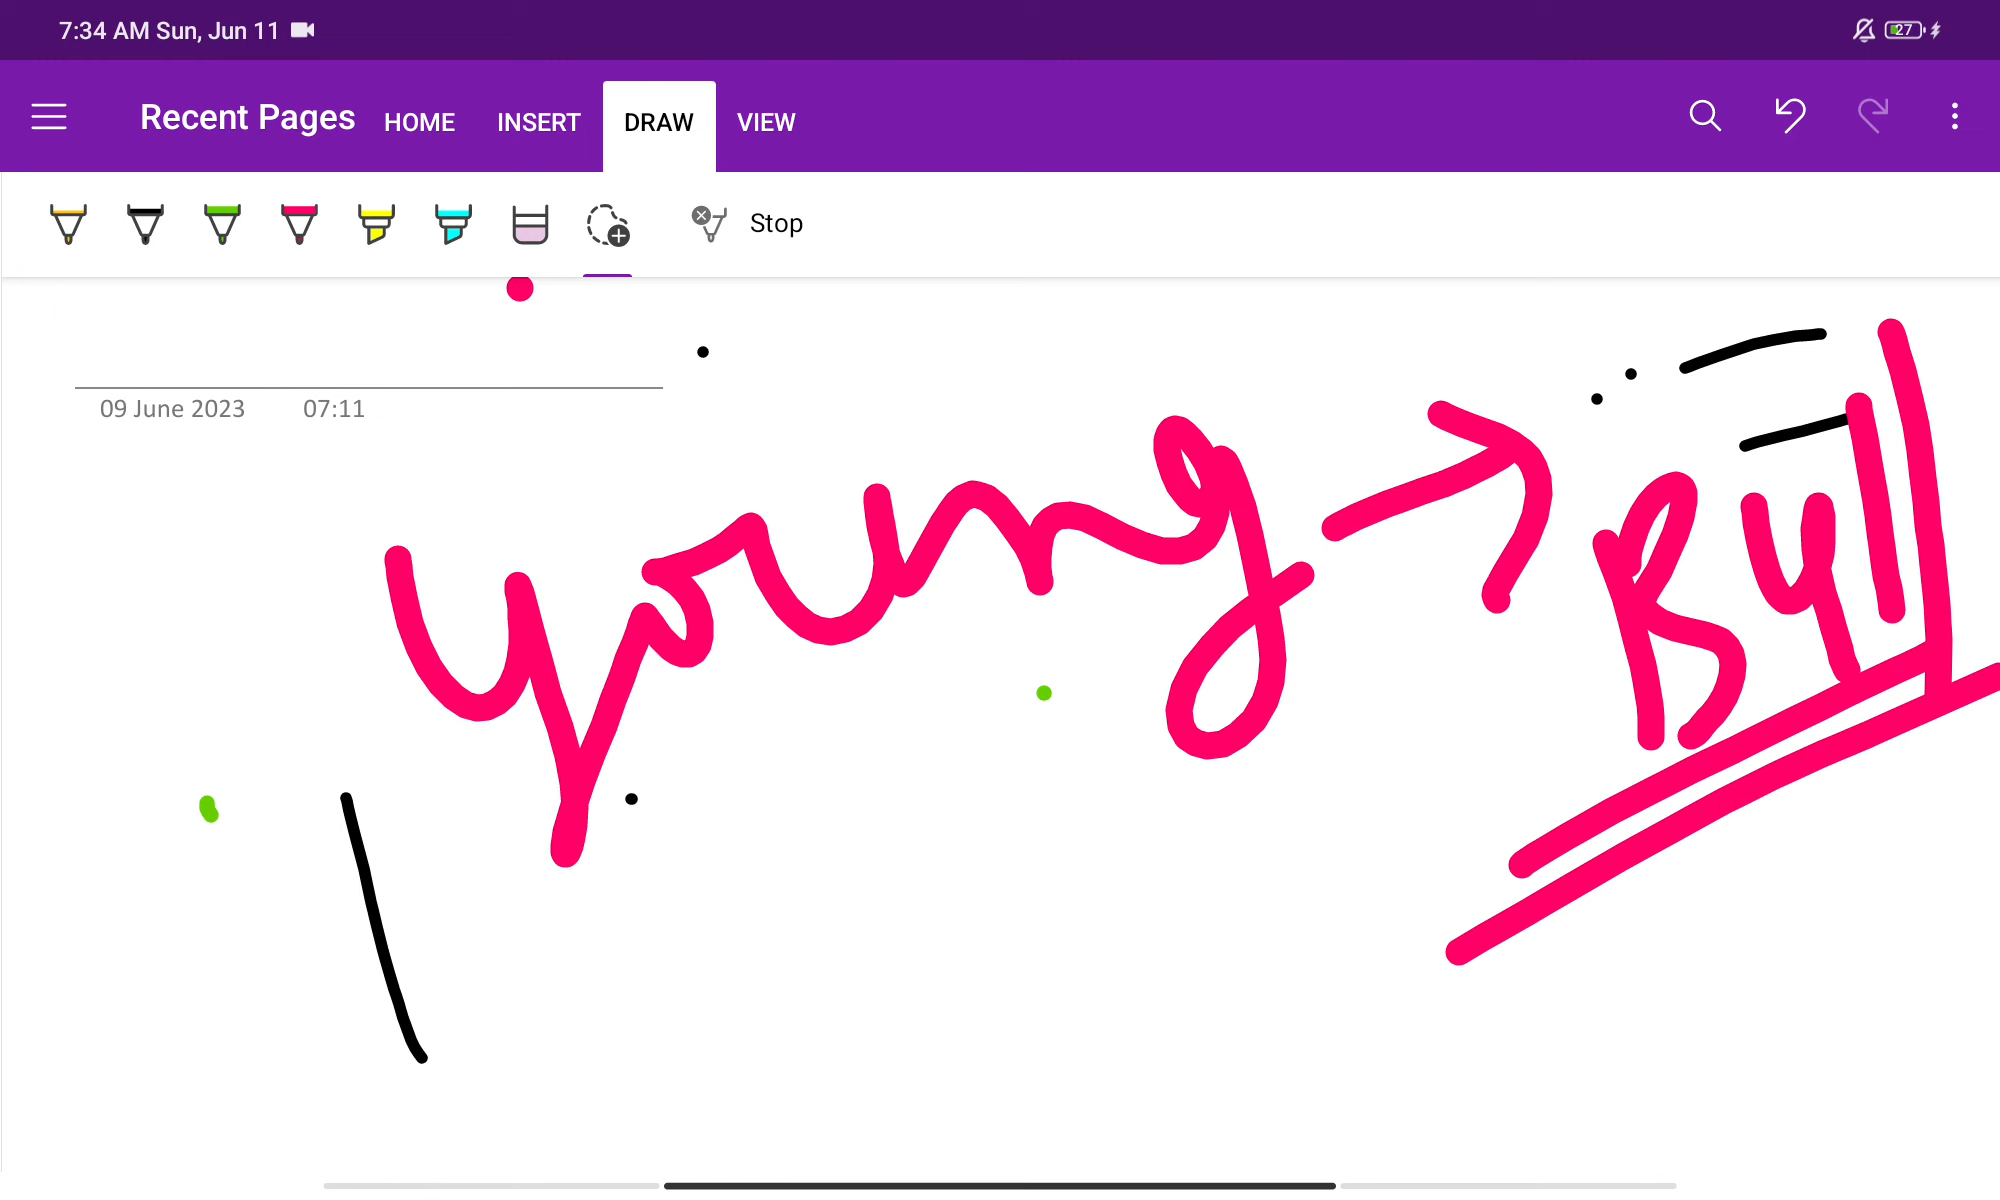 7:34 AM Sun, Jun 11
27
Recent Pages HOME INSERT DRAW VIEW
Stop
09 June 2023 07:11
young → Bull